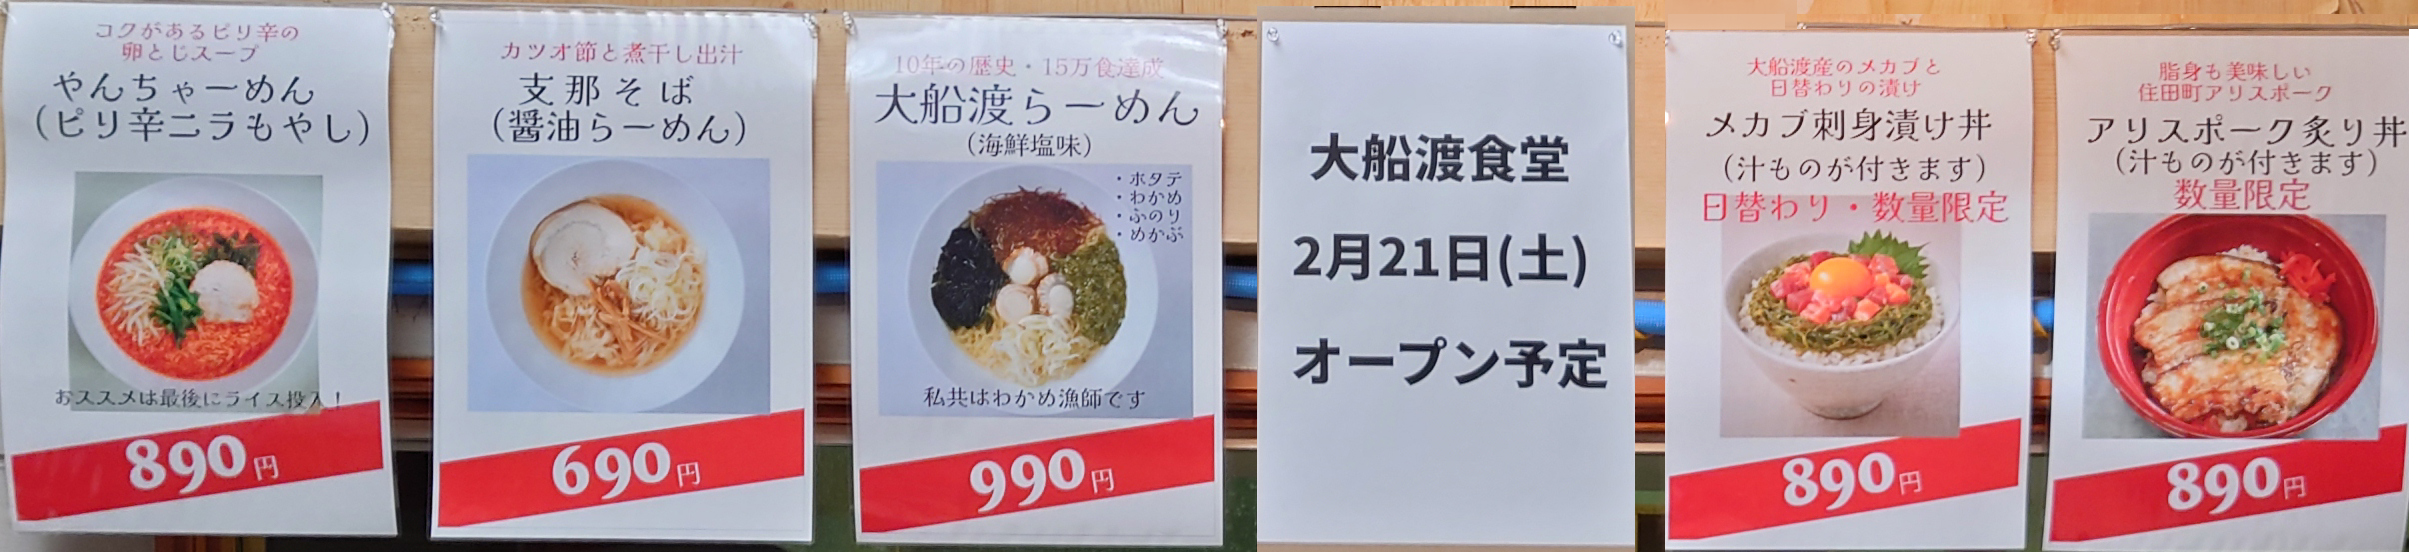 コクがあるピリ辛の
卵とじスープ
やんちゃーめん
(ピリ辛ニラもやし)
おススメは最後にライス投入!
890円
カツオ節と煮干し出汁
支那そば
(醤油らーめん)
690円
10年の歴史・15万食達成
大船渡らーめん
(海鮮塩味)
・ホタテ
・わかめ
・ふのり
・めかぶ
私共はわかめ漁師です
990円
大船渡食堂
2月21日(土)
オープン予定
大船渡産のメカブと
日替わりの漬け
メカブ刺身漬け丼
(汁ものが付きます)
日替わり・数量限定
890円
脂身も美味しい
住田町アリスポーク
アリスポーク炙り丼
(汁ものが付きます)
数量限定
890円